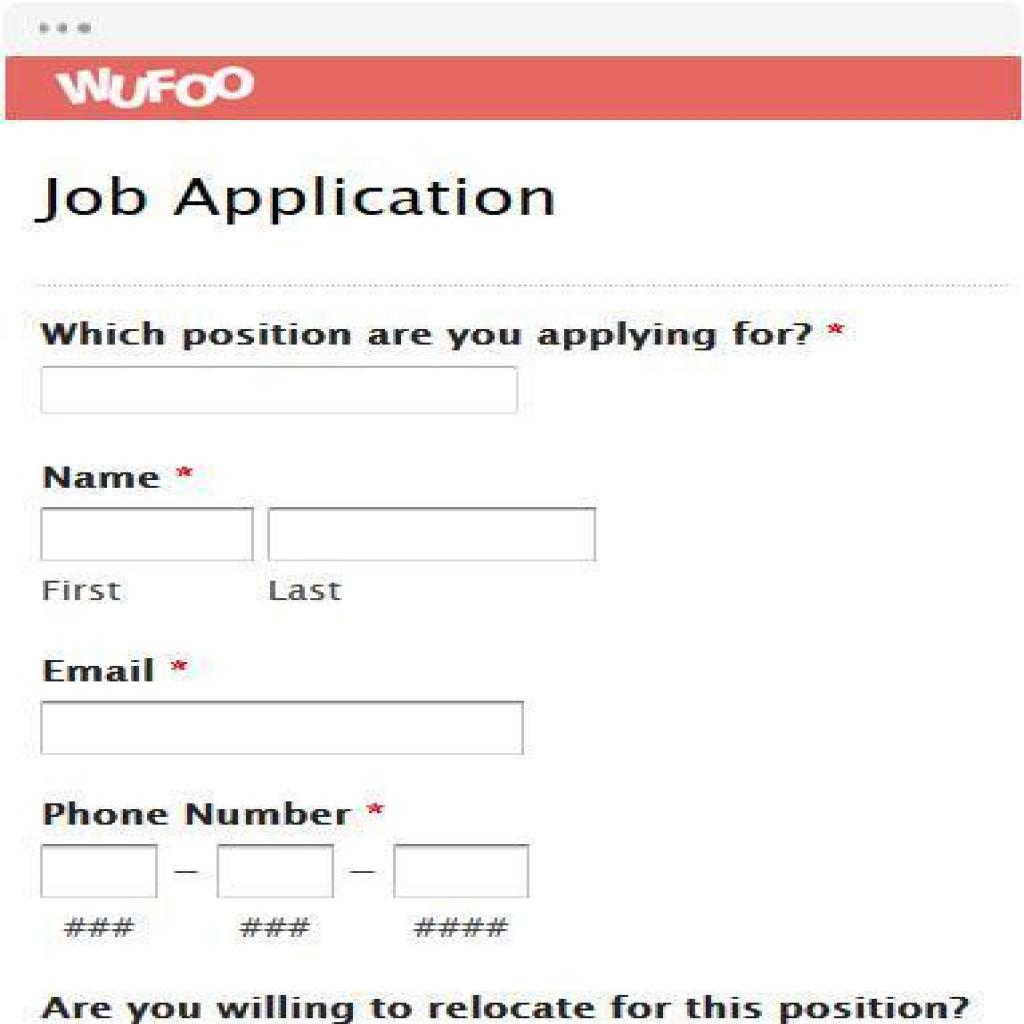 WUFOO
Job Application
Which position are you applying for? *
Name *
First Last
Email *
Phone Number *
– –
### ### ####
Are you willing to relocate for this position?